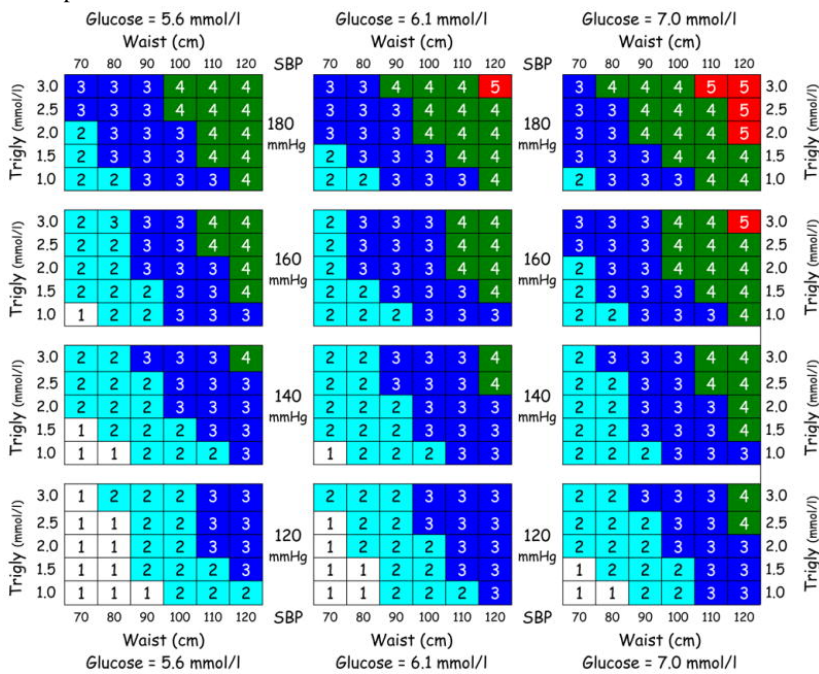 Glucose = 5.6 mmol/l Glucose = 6.1 mmol/l Glucose = 7.0 mmol/l
Waist (cm) Waist (cm) Waist (cm)
70 80 90 100 110 120 SBP 70 80 90 100 110 120 SBP 70 80 90 100 110 120
Trigly (mmol/l) 180 mmHg 180 mmHg Trigly (mmol/l)
3.0 3 3 3 4 4 4 3 3 4 4 4 5 3 4 4 4 5 5 3.0
2.5 3 3 3 4 4 4 3 3 3 4 4 4 3 3 4 4 4 5 2.5
2.0 2 3 3 3 4 4 3 3 3 4 4 4 3 3 4 4 4 5 2.0
1.5 2 3 3 3 4 4 2 3 3 3 4 4 3 3 3 4 4 4 1.5
1.0 2 2 3 3 3 4 2 2 3 3 3 4 2 3 3 3 4 4 1.0
Trigly (mmol/l) 160 mmHg 160 mmHg Trigly (mmol/l)
3.0 2 3 3 3 4 4 2 3 3 3 4 4 3 3 3 4 4 5 3.0
2.5 2 2 3 3 4 4 2 3 3 3 4 4 3 3 3 4 4 4 2.5
2.0 2 2 3 3 3 4 2 3 3 3 4 4 2 3 3 4 4 4 2.0
1.5 2 2 2 3 3 4 2 2 3 3 3 4 2 3 3 3 4 4 1.5
1.0 1 2 2 3 3 3 2 2 2 3 3 3 2 2 3 3 3 4 1.0
Trigly (mmol/l) 140 mmHg 140 mmHg Trigly (mmol/l)
3.0 2 2 3 3 3 4 2 2 3 3 3 4 2 3 3 3 4 4 3.0
2.5 2 2 2 3 3 3 2 2 3 3 3 4 2 2 3 3 4 4 2.5
2.0 2 2 2 3 3 3 2 2 2 3 3 3 2 2 3 3 3 4 2.0
1.5 1 2 2 2 3 3 2 2 2 3 3 3 2 2 3 3 3 4 1.5
1.0 1 1 2 2 2 3 1 2 2 2 3 3 2 2 2 3 3 3 1.0
Trigly (mmol/l) 120 mmHg 120 mmHg Trigly (mmol/l)
3.0 1 2 2 2 3 3 2 2 2 3 3 3 2 2 3 3 3 4 3.0
2.5 1 1 2 2 3 3 1 2 2 3 3 3 2 2 2 3 3 4 2.5
2.0 1 1 2 2 3 3 1 2 2 2 3 3 2 2 2 3 3 3 2.0
1.5 1 1 2 2 2 3 1 1 2 2 3 3 1 2 2 2 3 3 1.5
1.0 1 1 1 2 2 2 1 1 2 2 2 3 1 1 2 2 3 3 1.0
70 80 90 100 110 120 SBP 70 80 90 100 110 120 SBP 70 80 90 100 110 120
Waist (cm) Waist (cm) Waist (cm)
Glucose = 5.6 mmol/l Glucose = 6.1 mmol/l Glucose = 7.0 mmol/l